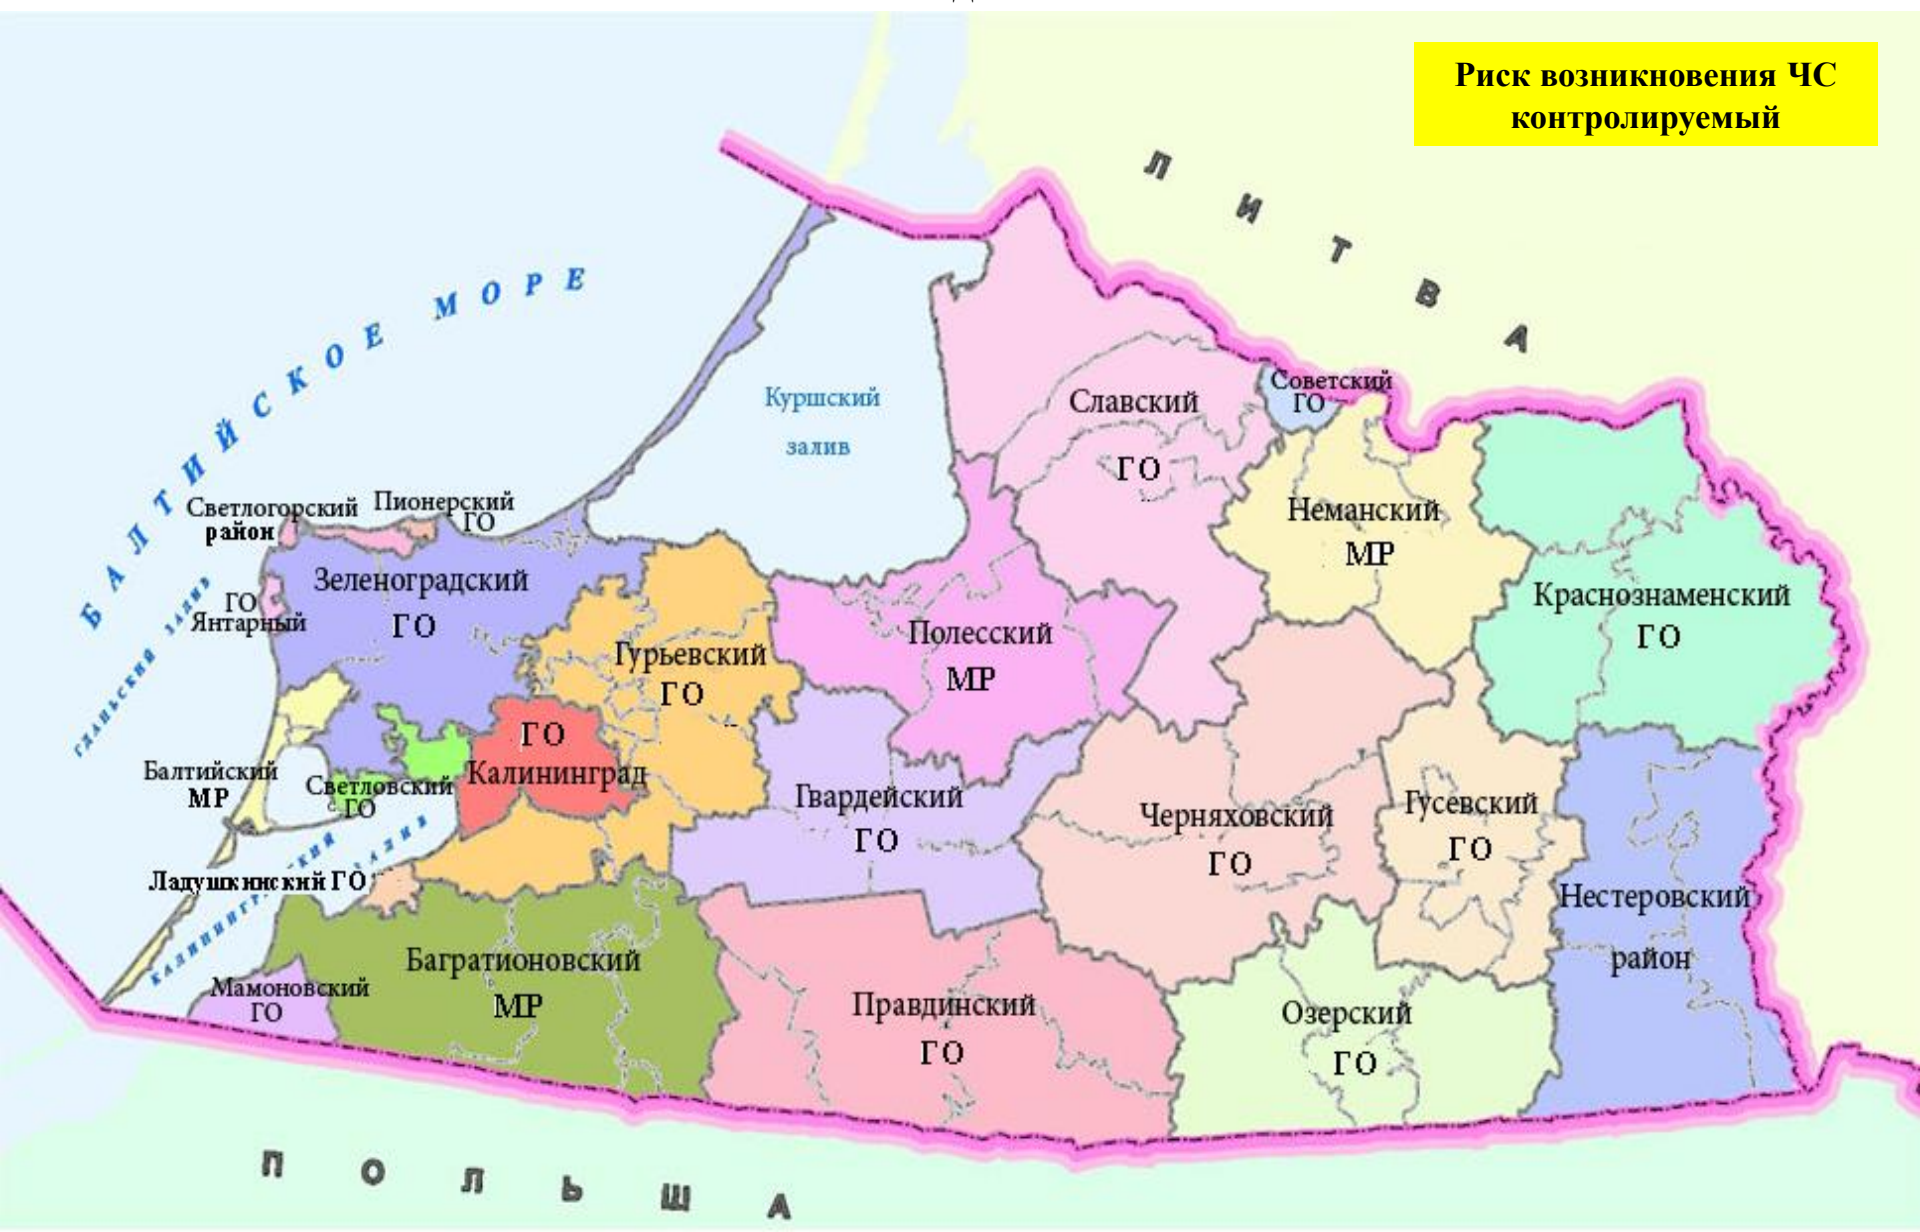 Риск возникновения ЧС
контролируемый
ЛИТВА
БАЛТИЙСКОЕ МОРЕ
Куршский
залив
Советский
ГО
Славский
ГО
Неманский
МР
Краснознаменский
ГО
Светлогорский
район
Пионерский
ГО
Зеленоградский
ГО
ГО
Янтарный
ГДАНЬСКИЙ ЗАЛИВ
Гурьевский
ГО
Полесский
МР
ГО
Калининград
Балтийский
МР
Светловский
ГО
Гвардейский
ГО
Черняховский
ГО
Гусевский
ГО
Нестеровский
район
Ладушкинский ГО
Багратионовский
МР
Мамоновский
ГО
Правдинский
ГО
Озерский
ГО
ПОЛЬША